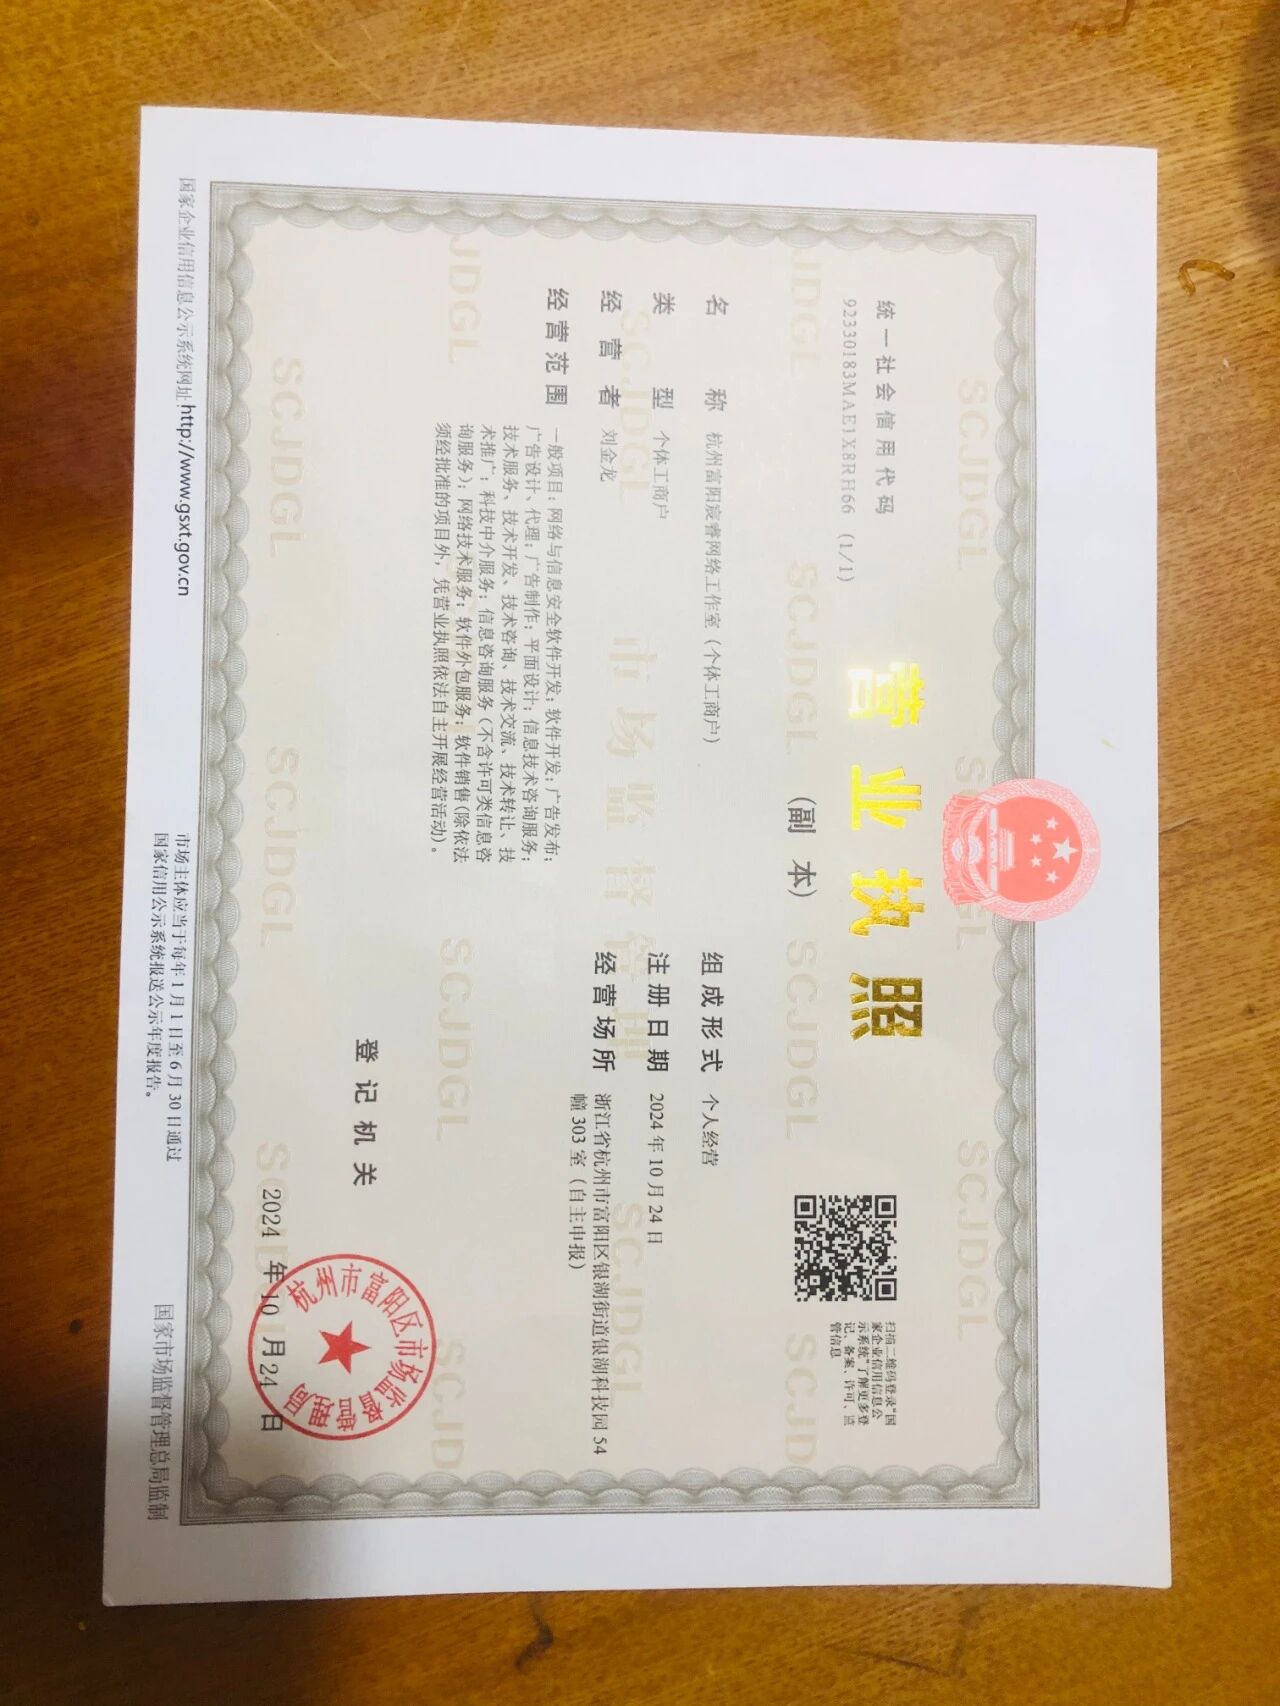 营业执照
(副 本)
统一社会信用代码
92330183MAE1X8RH66 (1/1)
扫描二维码登录“国
家企业信用信息公
示系统”了解更多登
记、备案、许可、监
管信息
名 称 杭州富阳宸睿网络工作室（个体工商户）
类 型 个体工商户
经 营 者 刘金龙
经营范围 一般项目：网络与信息安全软件开发；软件开发；广告发布；
广告设计、代理；广告制作；平面设计；信息技术咨询服务；
技术服务、技术开发、技术咨询、技术交流、技术转让、技
术推广；科技中介服务；信息咨询服务（不含许可类信息咨
询服务）；网络技术服务；软件外包服务；软件销售(除依法
须经批准的项目外，凭营业执照依法自主开展经营活动)。
组成形式 个人经营
注册日期 2024年10月24日
经营场所 浙江省杭州市富阳区银湖街道银湖科技园54
幢303室（自主申报）
登记机关
杭州市富阳区市场监督管理局
2024 年 10 月 24 日
国家企业信用信息公示系统网址:http://www.gsxt.gov.cn
市场主体应当于每年1月1日至6月30日通过
国家信用公示系统报送公示年度报告。
国家市场监督管理总局监制
SCJDGL
市场监督管理